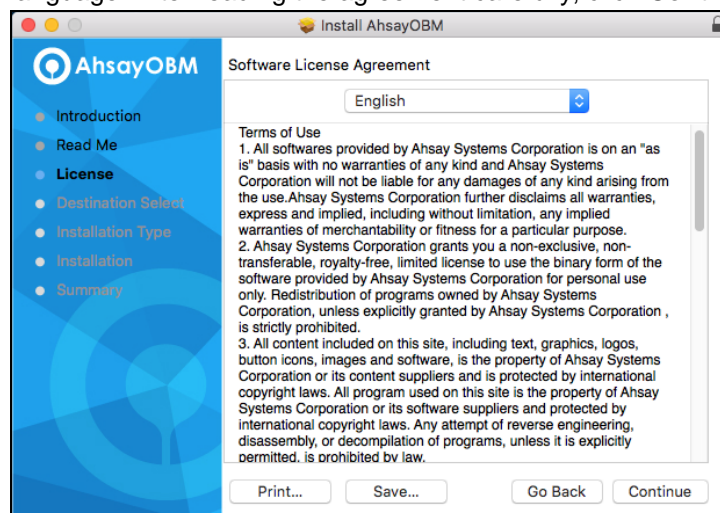 language. reading the agreement carefully, click
Install AhsayOBM
AhsayOBM
Introduction
Read Me
License
Destination Select
Installation Type
Installation
Summary
Software License Agreement
English
Terms of Use
1. All softwares provided by Ahsay Systems Corporation is on an "as
is" basis with no warranties of any kind and Ahsay Systems
Corporation will not be liable for any damages of any kind arising from
the use.Ahsay Systems Corporation further disclaims all warranties,
express and implied, including without limitation, any implied
warranties of merchantability or fitness for a particular purpose.
2. Ahsay Systems Corporation grants you a non-exclusive, non-
transferable, royalty-free, limited license to use the binary form of the
software provided by Ahsay Systems Corporation for personal use
only. Redistribution of programs owned by Ahsay Systems
Corporation, unless explicitly granted by Ahsay Systems Corporation ,
is strictly prohibited.
3. All content included on this site, including text, graphics, logos,
button icons, images and software, is the property of Ahsay Systems
Corporation or its content suppliers and is protected by international
copyright laws. All program used on this site is the property of Ahsay
Systems Corporation or its software suppliers and protected by
international copyright laws. Any attempt of reverse engineering,
disassembly, or decompilation of programs, unless it is explicitly
permitted, is prohibited by law.
Print...
Save...
Go Back
Continue